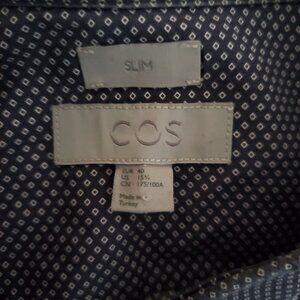 SLIM
COS
EUR 40
US 15¾
CN 175/100A
Made in
Turkey